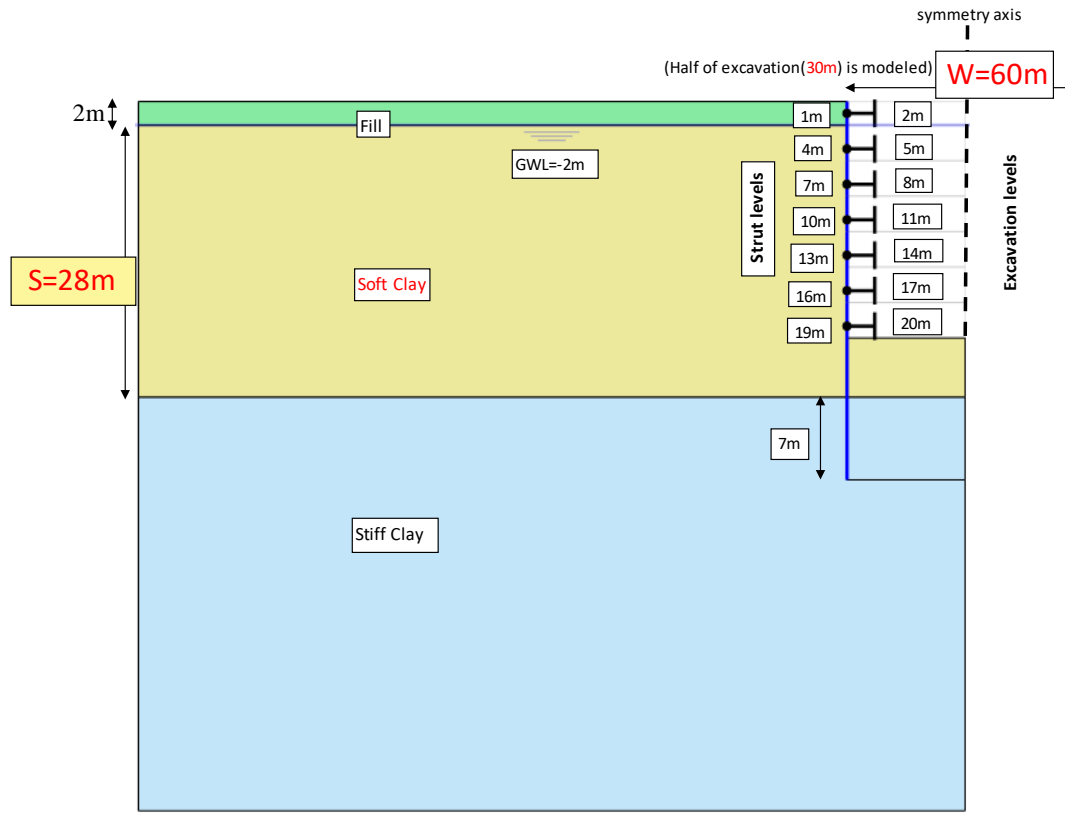 symmetry axis
(Half of excavation(30m) is modeled)
W=60m
2m
Fill
GWL=-2m
1m
2m
4m
5m
7m
8m
10m
11m
13m
14m
16m
17m
19m
20m
Strut levels
Excavation levels
S=28m
Soft Clay
7m
Stiff Clay